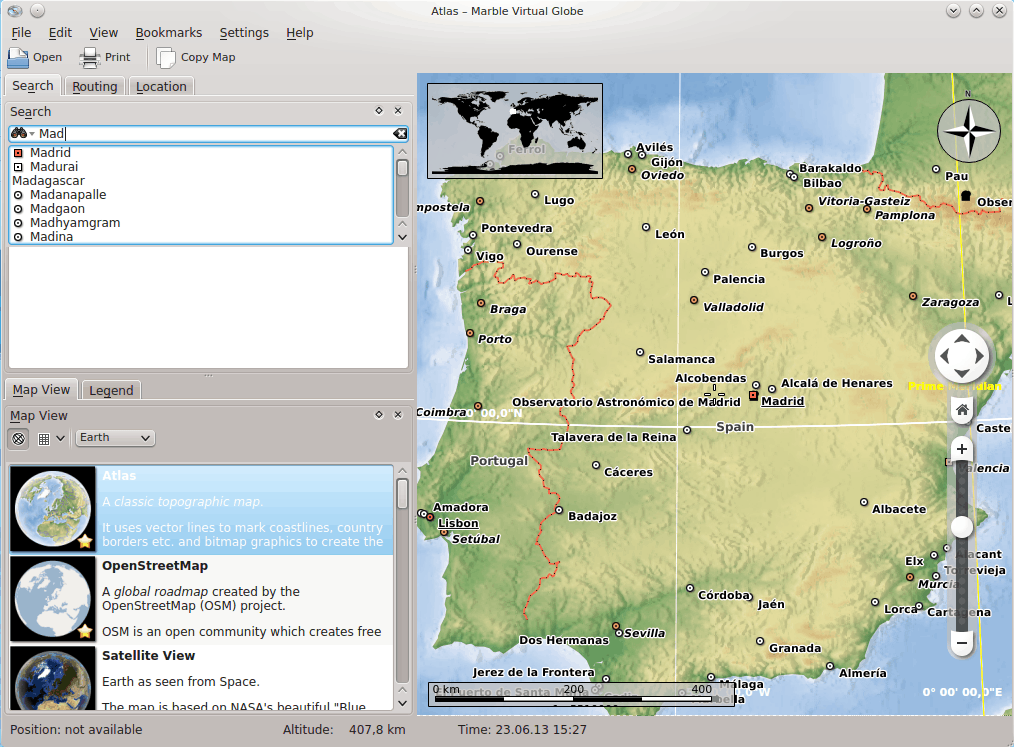 Atlas – Marble Virtual Globe
File Edit View Bookmarks Settings Help
Open Print Copy Map
Search Routing Location
Search
Mad
Madrid
Madurai
Madagascar
Madanapalle
Madgaon
Madhyamgram
Madina
Map View Legend
Map View
Earth
Atlas
A classic topographic map.
It uses vector lines to mark coastlines, country
borders etc. and bitmap graphics to create the
OpenStreetMap
A global roadmap created by the
OpenStreetMap (OSM) project.
OSM is an open community which creates free
Satellite View
Earth as seen from Space.
The map is based on NASA's beautiful "Blue
N
Ferrol
Avilés
Gijón
Oviedo
Barakaldo
Bilbao
Pau
Obser
Vitoria-Gasteiz
Pamplona
Lugo
mpostela
Pontevedra
León
Logroño
Vigo
Ourense
Burgos
Palencia
Valladolid
Zaragoza
L
Braga
Porto
Salamanca
Alcobendas
Alcalá de Henares
Prime Meridian
Observatorio Astronómico de Madrid
Madrid
Coimbra
0° 00,0"N
Caste
Spain
Talavera de la Reina
Portugal
Cáceres
Valencia
Amadora
Lisbon
Setúbal
Badajoz
Albacete
Elx
Alacant
Torrevieja
Murcia
Córdoba
Jaén
Lorca
Cartagena
Dos Hermanas
Sevilla
Granada
Jerez de la Frontera
Almería
Málaga
0 km 200 400
Puerto de Santa M
bella
0"W
0° 00' 00,0"E
Position: not available Altitude: 407,8 km Time: 23.06.13 15:27